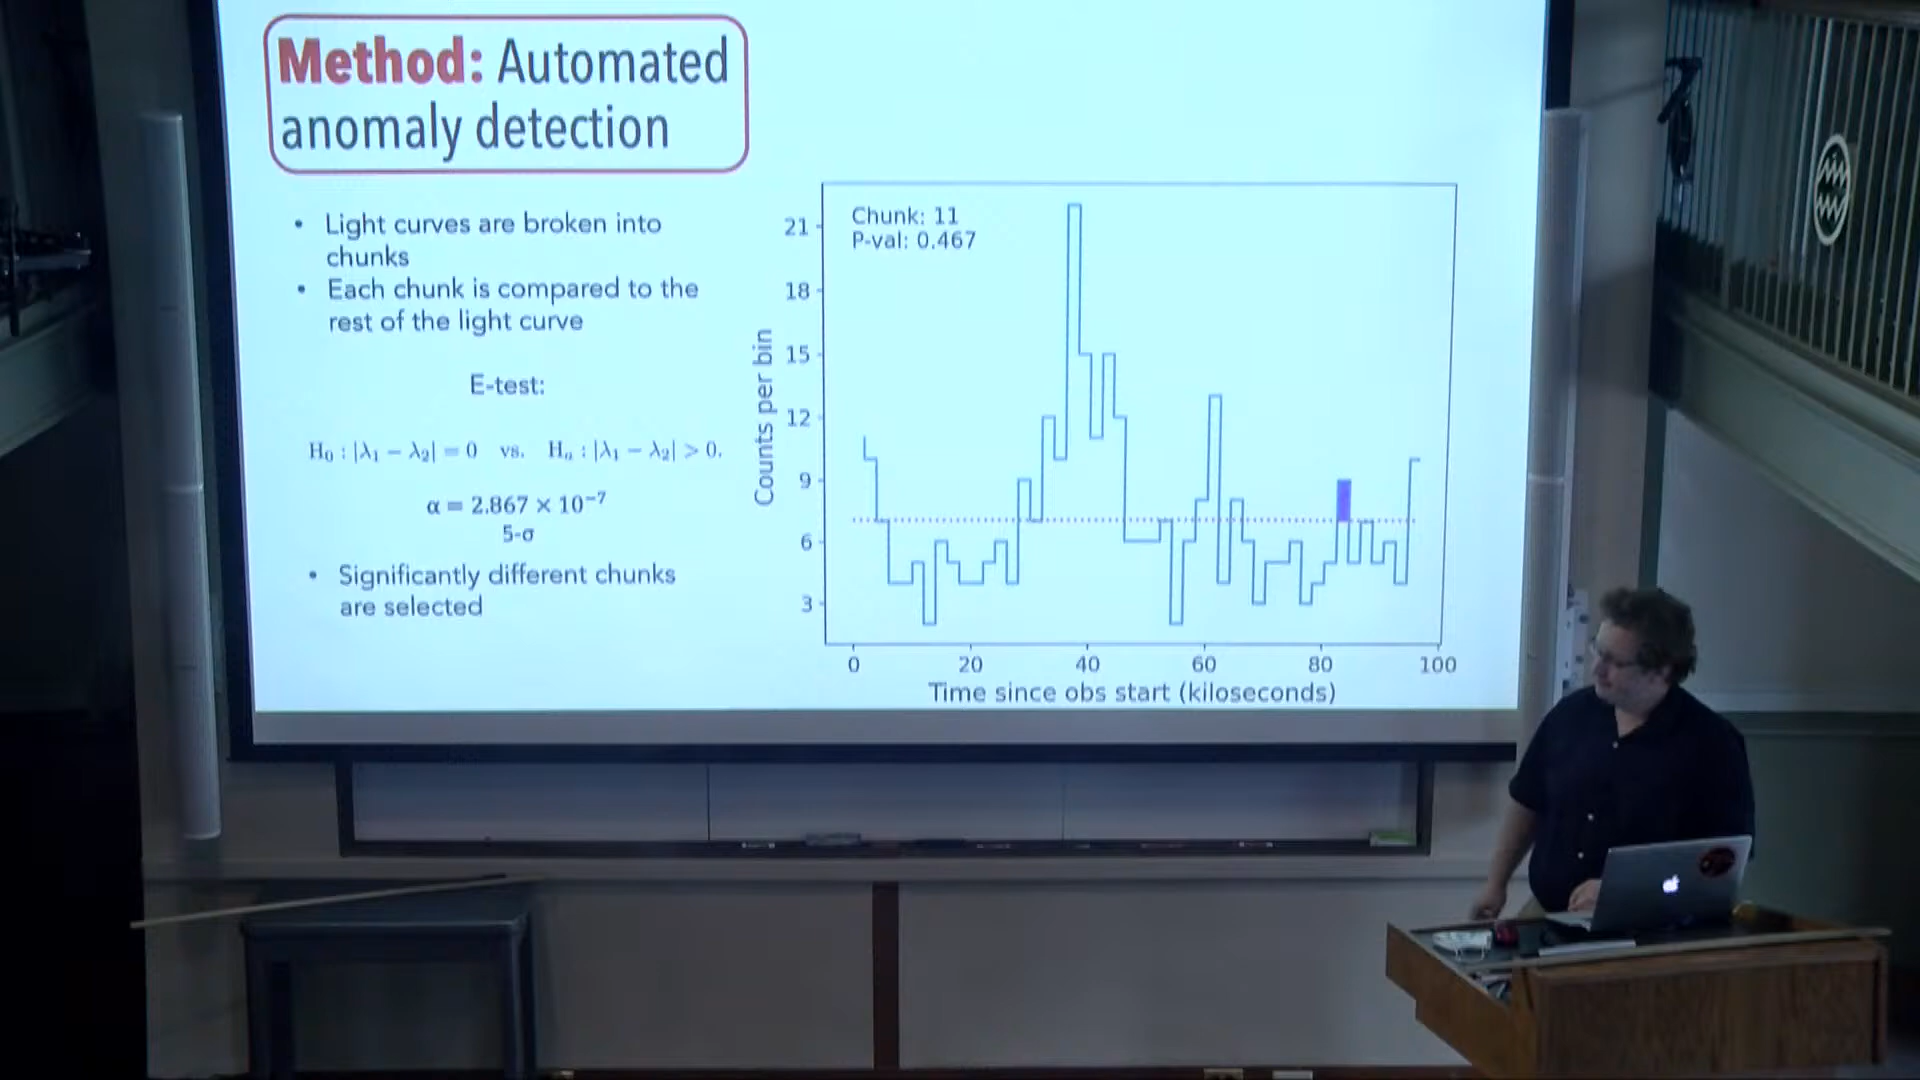 Method: Automated
anomaly detection
• Light curves are broken into
chunks
• Each chunk is compared to the
rest of the light curve
E-test:
H₀ : |λ₁ − λ₂| = 0 vs. Hₐ : |λ₁ − λ₂| > 0.
α = 2.867 × 10⁻⁷
5-σ
• Significantly different chunks
are selected
Chunk: 11
P-val: 0.467
Counts per bin
21
18
15
12
9
6
3
0 20 40 60 80 100
Time since obs start (kiloseconds)